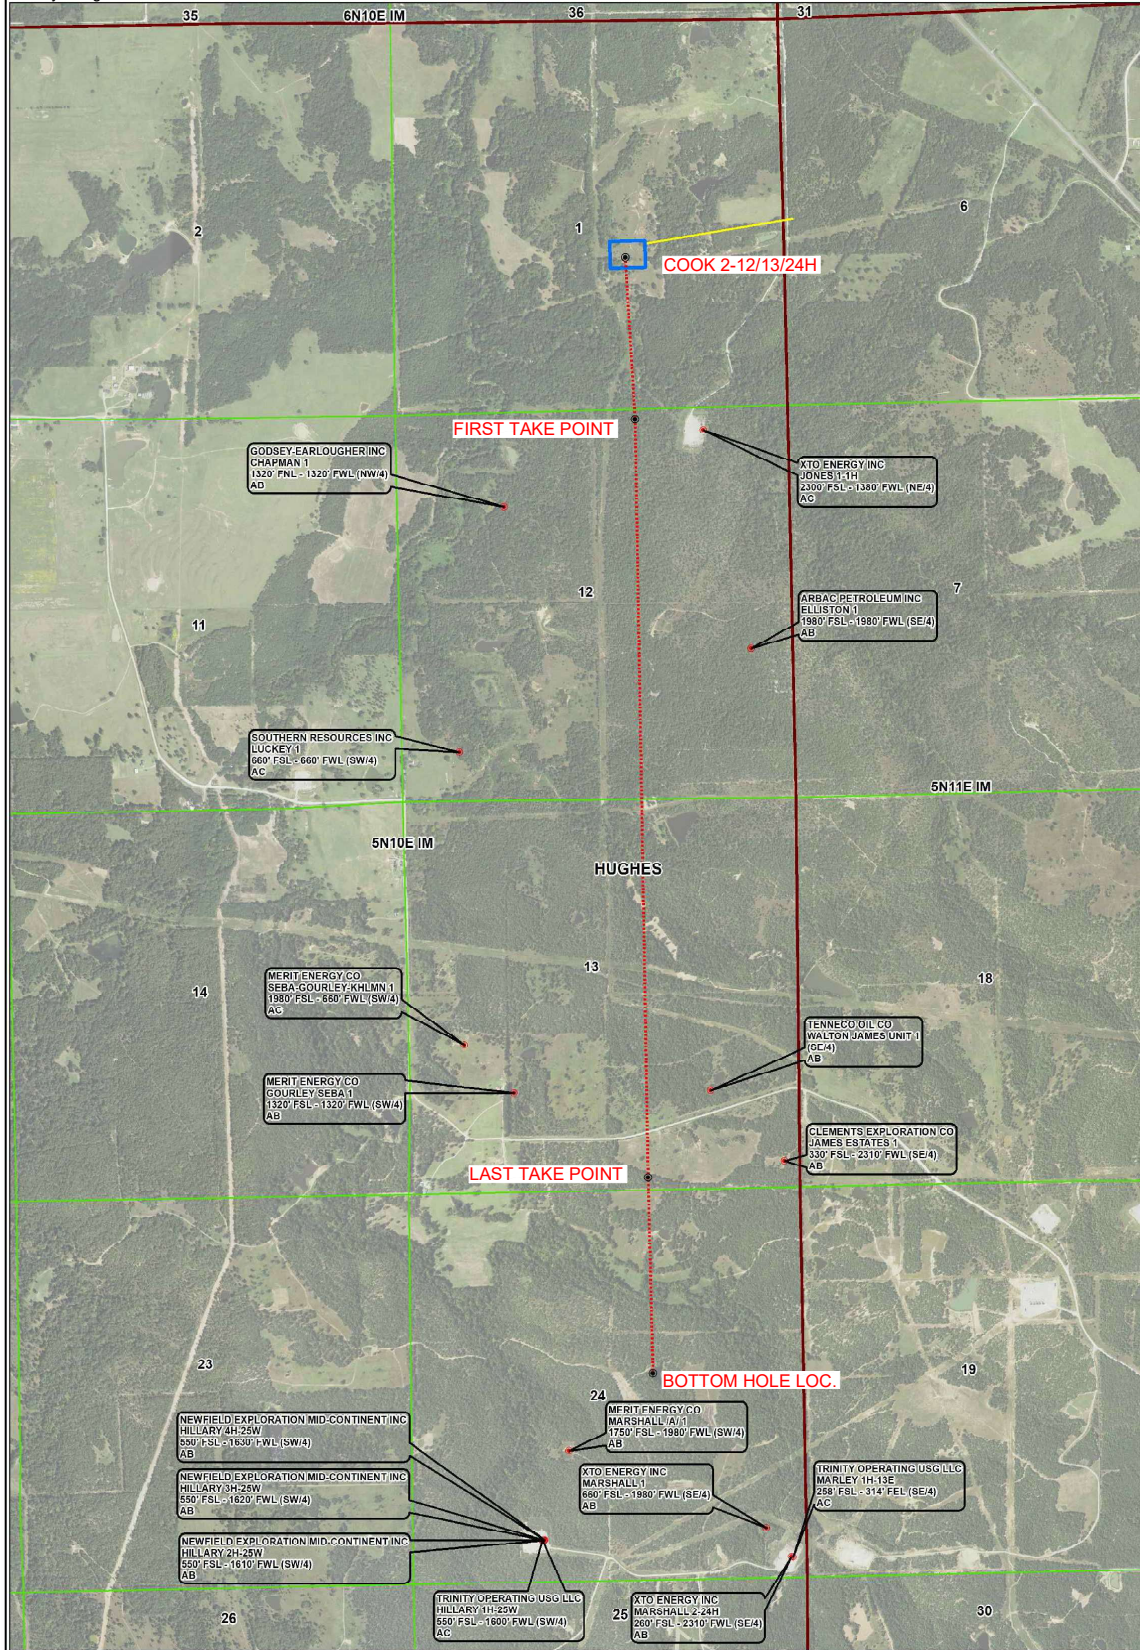 35
6N10E IM
36
31
2
1
6
COOK 2-12/13/24H
FIRST TAKE POINT
GODSEY-EARLOUGHER INC
CHAPMAN 1
1320' FNL - 1320' FWL (NW/4)
AB
XTO ENERGY INC
JONES 1-1H
2300' FSL - 1380' FWL (NE/4)
AC
12
7
ARBAC PETROLEUM INC
ELLISTON 1
1980' FSL - 1980' FWL (SE/4)
AB
11
SOUTHERN RESOURCES INC
LUCKEY 1
660' FSL - 660' FWL (SW/4)
AC
5N11E IM
5N10E IM
HUGHES
13
14
18
MERIT ENERGY CO
SEBA-GOURLEY-KHLMN 1
1980' FSL - 660' FWL (SW/4)
AC
TENNECO OIL CO
WALTON JAMES UNIT 1
(SE/4)
AB
MERIT ENERGY CO
GOURLEY SEBA 1
1320' FSL - 1320' FWL (SW/4)
AB
CLEMENTS EXPLORATION CO
JAMES ESTATES 1
330' FSL - 2310' FWL (SE/4)
AB
LAST TAKE POINT
23
19
BOTTOM HOLE LOC.
24
MERIT ENERGY CO
MARSHALL /A/ 1
1750' FSL - 1980' FWL (SW/4)
AB
NEWFIELD EXPLORATION MID-CONTINENT INC
HILLARY 4H-25W
550' FSL - 1630' FWL (SW/4)
AB
XTO ENERGY INC
MARSHALL 1
660' FSL - 1980' FWL (SE/4)
AB
TRINITY OPERATING USG LLC
MARLEY 1H-13E
258' FSL - 314' FEL (SE/4)
AC
NEWFIELD EXPLORATION MID-CONTINENT INC
HILLARY 3H-25W
550' FSL - 1620' FWL (SW/4)
AB
NEWFIELD EXPLORATION MID-CONTINENT INC
HILLARY 2H-25W
550' FSL - 1610' FWL (SW/4)
AB
TRINITY OPERATING USG LLC
HILLARY 1H-25W
550' FSL - 1600' FWL (SW/4)
AC
XTO ENERGY INC
MARSHALL 2-24H
260' FSL - 2310' FWL (SE/4)
AB
26
25
30